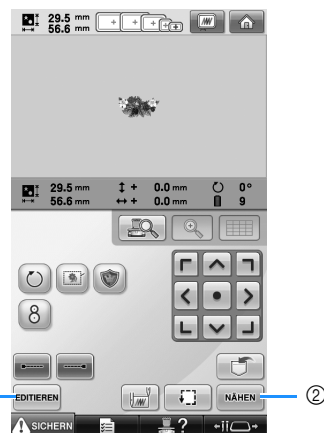 29.5 mm
56.6 mm
29.5 mm + 0.0 mm 0°
56.6 mm + 0.0 mm 9
8
EDITIEREN NÄHEN ②
SICHERN ?